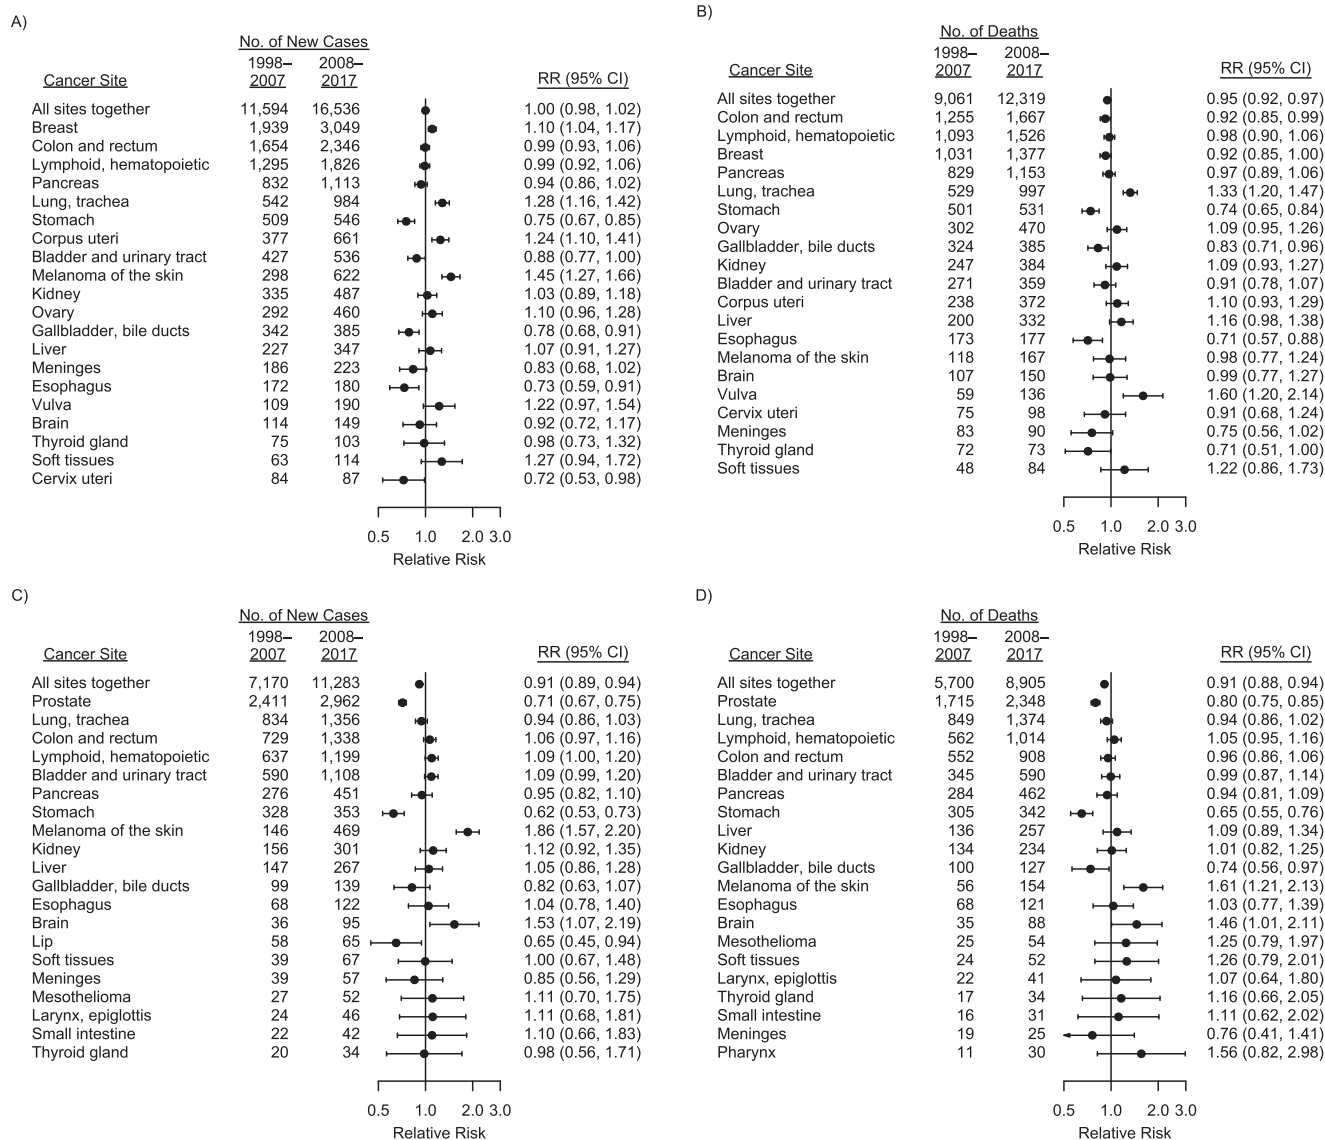 A)
No. of New Cases
1998– 2008–
Cancer Site 2007 2017 RR (95% CI)
All sites together 11,594 16,536 1.00 (0.98, 1.02)
Breast 1,939 3,049 1.10 (1.04, 1.17)
Colon and rectum 1,654 2,346 0.99 (0.93, 1.06)
Lymphoid, hematopoietic 1,295 1,826 0.99 (0.92, 1.06)
Pancreas 832 1,113 0.94 (0.86, 1.02)
Lung, trachea 542 984 1.28 (1.16, 1.42)
Stomach 509 546 0.75 (0.67, 0.85)
Corpus uteri 377 661 1.24 (1.10, 1.41)
Bladder and urinary tract 427 536 0.88 (0.77, 1.00)
Melanoma of the skin 298 622 1.45 (1.27, 1.66)
Kidney 335 487 1.03 (0.89, 1.18)
Ovary 292 460 1.10 (0.96, 1.28)
Gallbladder, bile ducts 342 385 0.78 (0.68, 0.91)
Liver 227 347 1.07 (0.91, 1.27)
Meninges 186 223 0.83 (0.68, 1.02)
Esophagus 172 180 0.73 (0.59, 0.91)
Vulva 109 190 1.22 (0.97, 1.54)
Brain 114 149 0.92 (0.72, 1.17)
Thyroid gland 75 103 0.98 (0.73, 1.32)
Soft tissues 63 114 1.27 (0.94, 1.72)
Cervix uteri 84 87 0.72 (0.53, 0.98)
0.5 1.0 2.0 3.0
Relative Risk
B)
No. of Deaths
1998– 2008–
Cancer Site 2007 2017 RR (95% CI)
All sites together 9,061 12,319 0.95 (0.92, 0.97)
Colon and rectum 1,255 1,667 0.92 (0.85, 0.99)
Lymphoid, hematopoietic 1,093 1,526 0.98 (0.90, 1.06)
Breast 1,031 1,377 0.92 (0.85, 1.00)
Pancreas 829 1,153 0.97 (0.89, 1.06)
Lung, trachea 529 997 1.33 (1.20, 1.47)
Stomach 501 531 0.74 (0.65, 0.84)
Ovary 302 470 1.09 (0.95, 1.26)
Gallbladder, bile ducts 324 385 0.83 (0.71, 0.96)
Kidney 247 384 1.09 (0.93, 1.27)
Bladder and urinary tract 271 359 0.91 (0.78, 1.07)
Corpus uteri 238 372 1.10 (0.93, 1.29)
Liver 200 332 1.16 (0.98, 1.38)
Esophagus 173 177 0.71 (0.57, 0.88)
Melanoma of the skin 118 167 0.98 (0.77, 1.24)
Brain 107 150 0.99 (0.77, 1.27)
Vulva 59 136 1.60 (1.20, 2.14)
Cervix uteri 75 98 0.91 (0.68, 1.24)
Meninges 83 90 0.75 (0.56, 1.02)
Thyroid gland 72 73 0.71 (0.51, 1.00)
Soft tissues 48 84 1.22 (0.86, 1.73)
0.5 1.0 2.0 3.0
Relative Risk
C)
No. of New Cases
1998– 2008–
Cancer Site 2007 2017 RR (95% CI)
All sites together 7,170 11,283 0.91 (0.89, 0.94)
Prostate 2,411 2,962 0.71 (0.67, 0.75)
Lung, trachea 834 1,356 0.94 (0.86, 1.03)
Colon and rectum 729 1,338 1.06 (0.97, 1.16)
Lymphoid, hematopoietic 637 1,199 1.09 (1.00, 1.20)
Bladder and urinary tract 590 1,108 1.09 (0.99, 1.20)
Pancreas 276 451 0.95 (0.82, 1.10)
Stomach 328 353 0.62 (0.53, 0.73)
Melanoma of the skin 146 469 1.86 (1.57, 2.20)
Kidney 156 301 1.12 (0.92, 1.35)
Liver 147 267 1.05 (0.86, 1.28)
Gallbladder, bile ducts 99 139 0.82 (0.63, 1.07)
Esophagus 68 122 1.04 (0.78, 1.40)
Brain 36 95 1.53 (1.07, 2.19)
Lip 58 65 0.65 (0.45, 0.94)
Soft tissues 39 67 1.00 (0.67, 1.48)
Meninges 39 57 0.85 (0.56, 1.29)
Mesothelioma 27 52 1.11 (0.70, 1.75)
Larynx, epiglottis 24 46 1.11 (0.68, 1.81)
Small intestine 22 42 1.10 (0.66, 1.83)
Thyroid gland 20 34 0.98 (0.56, 1.71)
0.5 1.0 2.0 3.0
Relative Risk
D)
No. of Deaths
1998– 2008–
Cancer Site 2007 2017 RR (95% CI)
All sites together 5,700 8,905 0.91 (0.88, 0.94)
Prostate 1,715 2,348 0.80 (0.75, 0.85)
Lung, trachea 849 1,374 0.94 (0.86, 1.02)
Lymphoid, hematopoietic 562 1,014 1.05 (0.95, 1.16)
Colon and rectum 552 908 0.96 (0.86, 1.06)
Bladder and urinary tract 345 590 0.99 (0.87, 1.14)
Pancreas 284 462 0.94 (0.81, 1.09)
Stomach 305 342 0.65 (0.55, 0.76)
Liver 136 257 1.09 (0.89, 1.34)
Kidney 134 234 1.01 (0.82, 1.25)
Gallbladder, bile ducts 100 127 0.74 (0.56, 0.97)
Melanoma of the skin 56 154 1.61 (1.21, 2.13)
Esophagus 68 121 1.03 (0.77, 1.39)
Brain 35 88 1.46 (1.01, 2.11)
Mesothelioma 25 54 1.25 (0.79, 1.97)
Soft tissues 24 52 1.26 (0.79, 2.01)
Larynx, epiglottis 22 41 1.07 (0.64, 1.80)
Thyroid gland 17 34 1.16 (0.66, 2.05)
Small intestine 16 31 1.11 (0.62, 2.02)
Meninges 19 25 0.76 (0.41, 1.41)
Pharynx 11 30 1.56 (0.82, 2.98)
0.5 1.0 2.0 3.0
Relative Risk